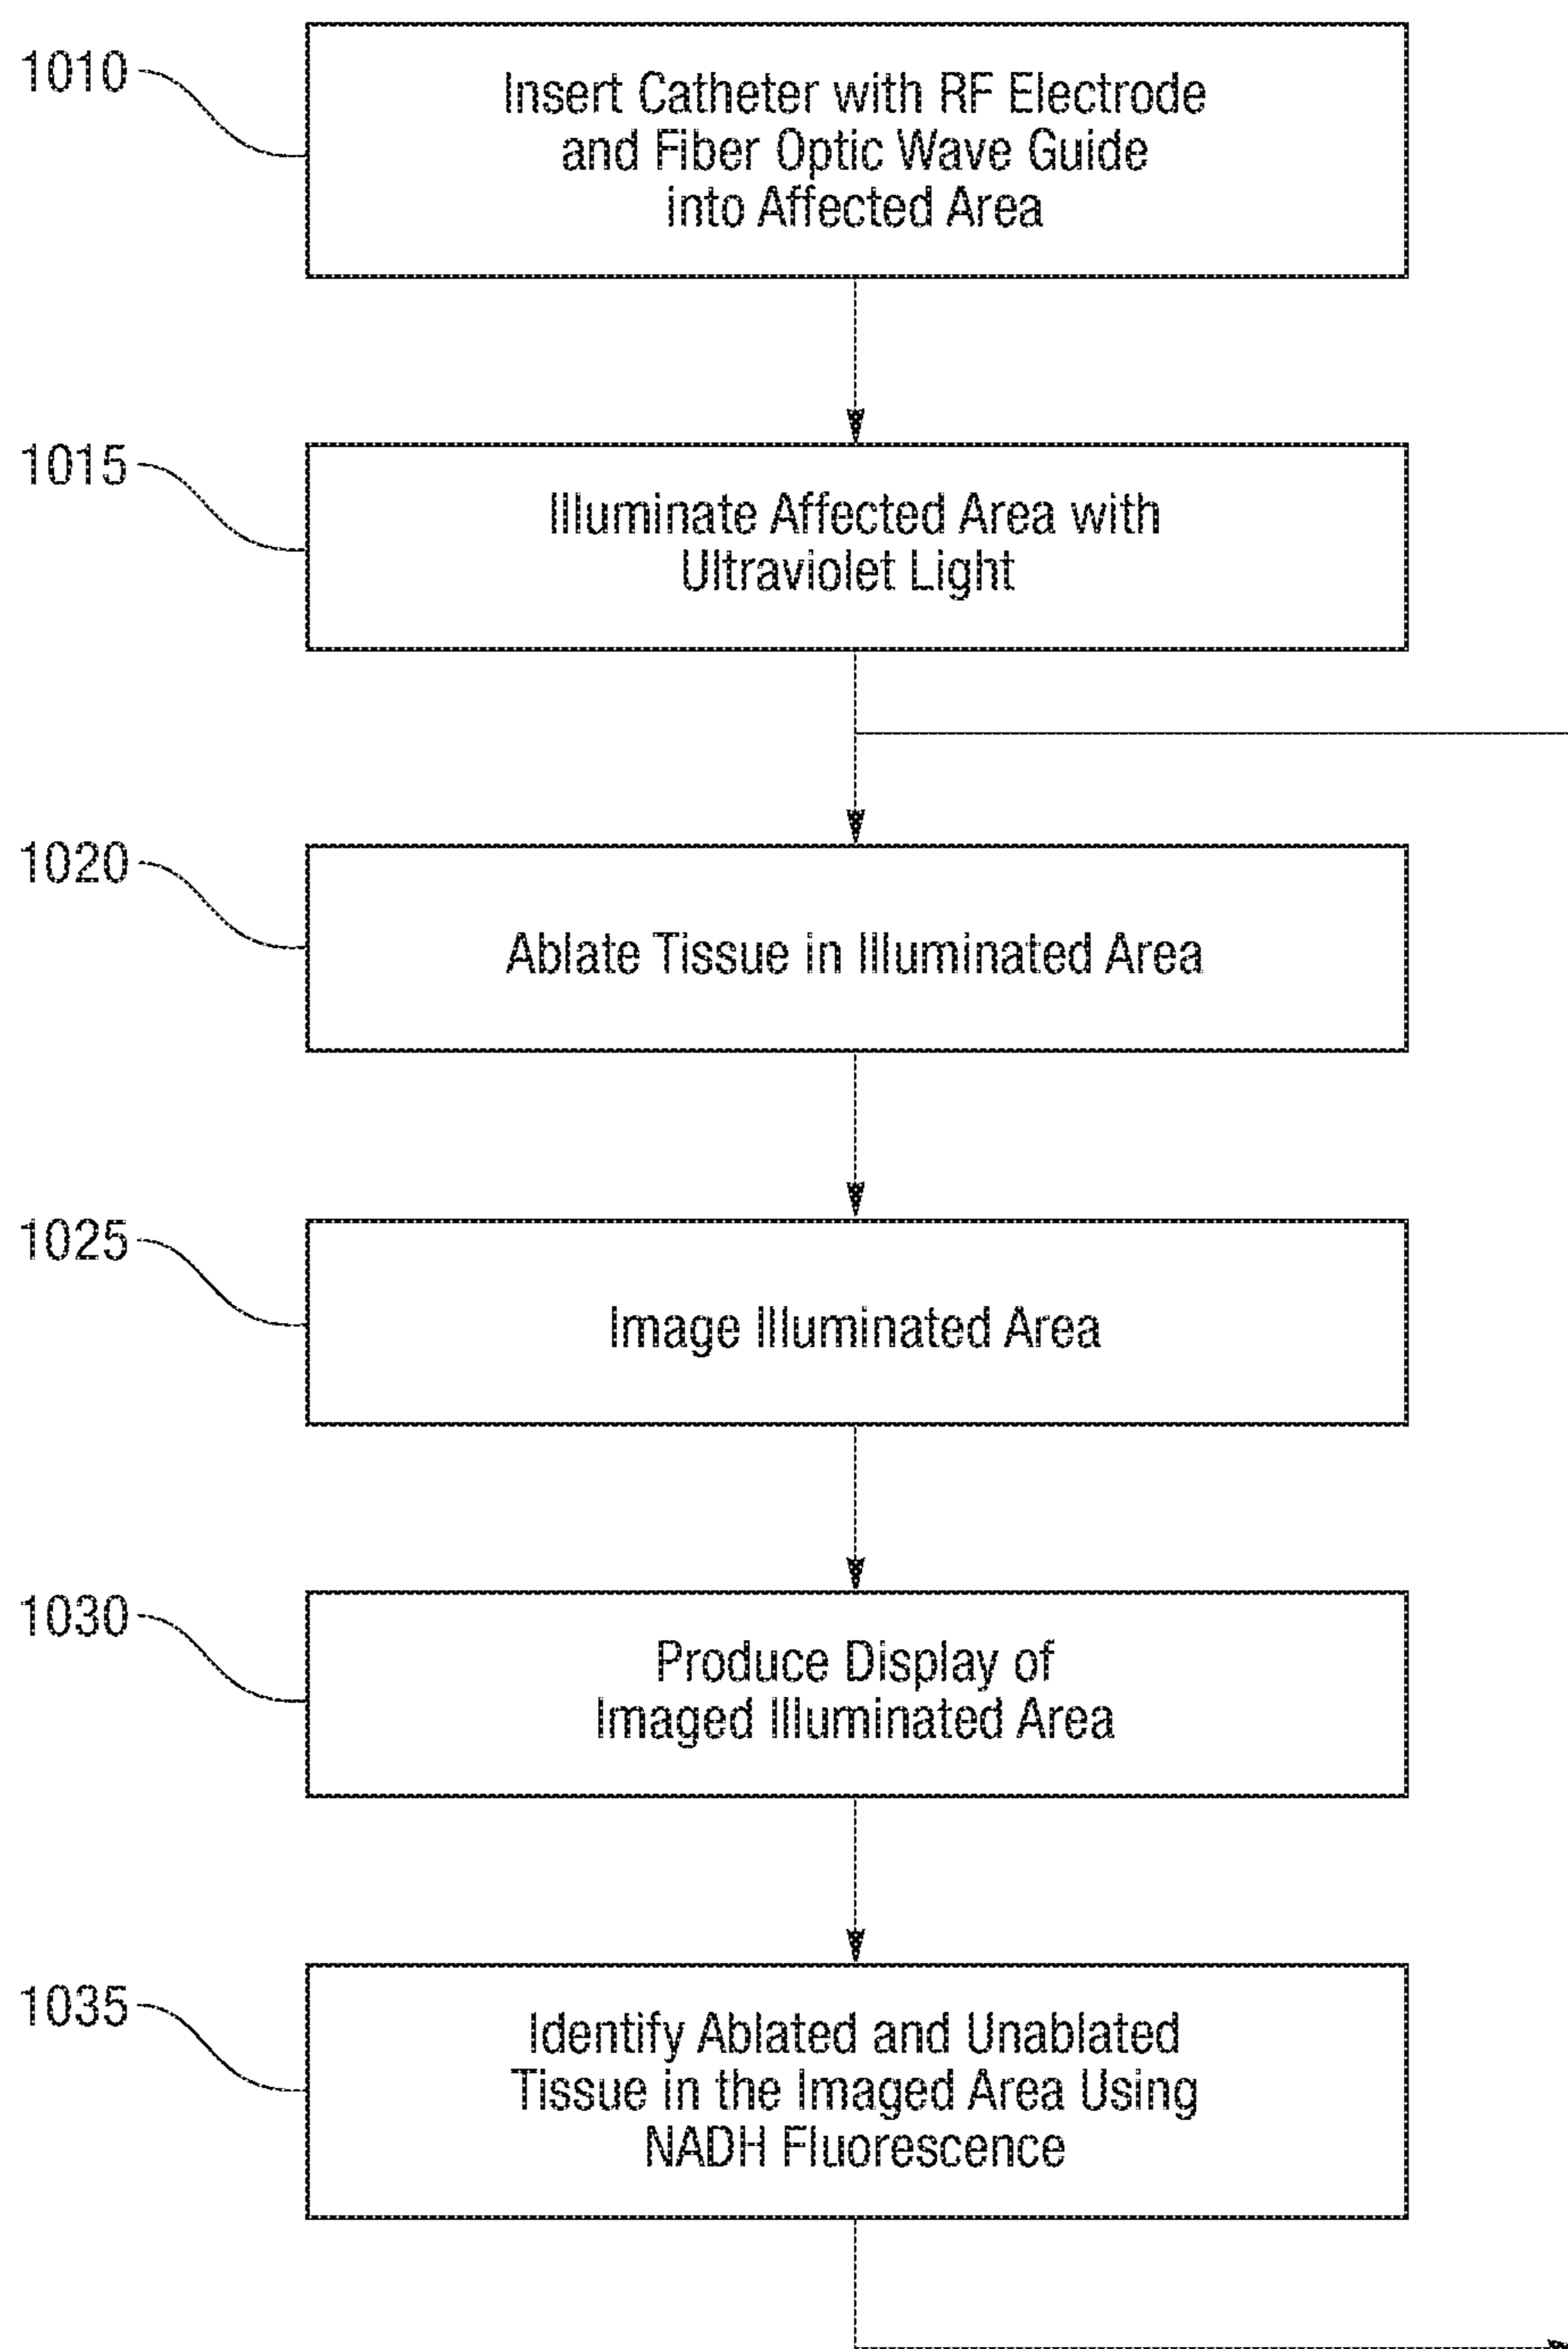 1010
Insert Catheter with RF Electrode
and Fiber Optic Wave Guide
into Affected Area
1015
Illuminate Affected Area with
Ultraviolet Light
1020
Ablate Tissue in Illuminated Area
1025
Image Illuminated Area
1030
Produce Display of
Imaged Illuminated Area
1035
Identify Ablated and Unablated
Tissue in the Imaged Area Using
NADH Fluorescence